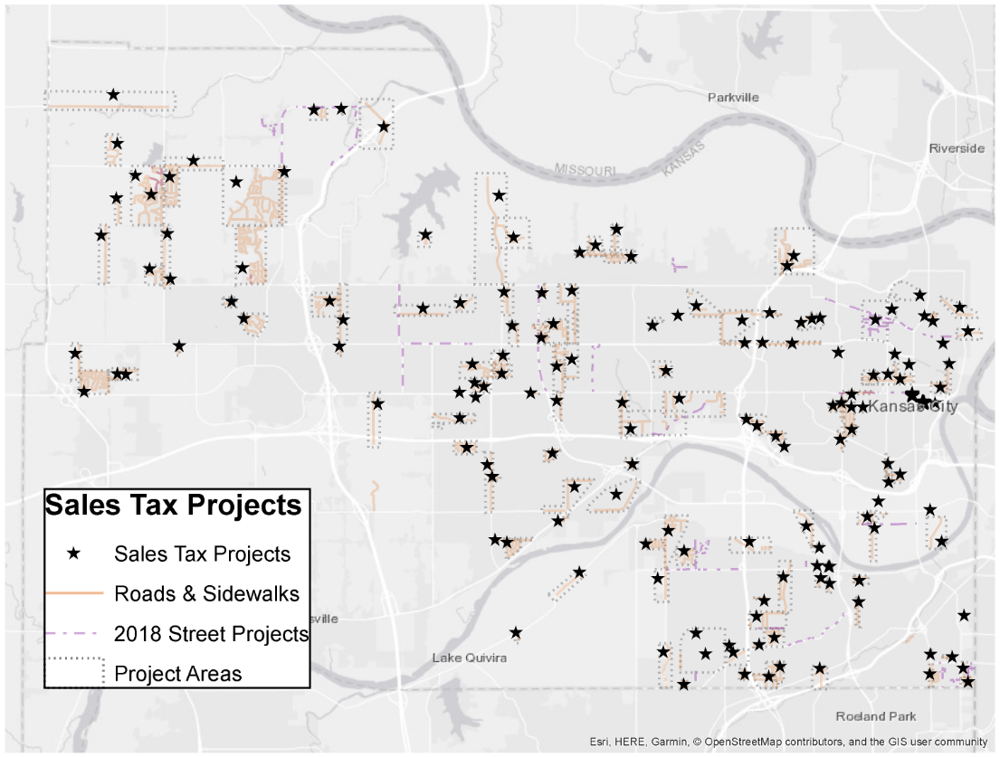 Parkville
Riverside
MISSOURI
KANSAS
Kansas City
Sales Tax Projects
Sales Tax Projects
Roads & Sidewalks
2018 Street Projects
Project Areas
sville
Lake Quivira
Roeland Park
Esri, HERE, Garmin, © OpenStreetMap contributors, and the GIS user community